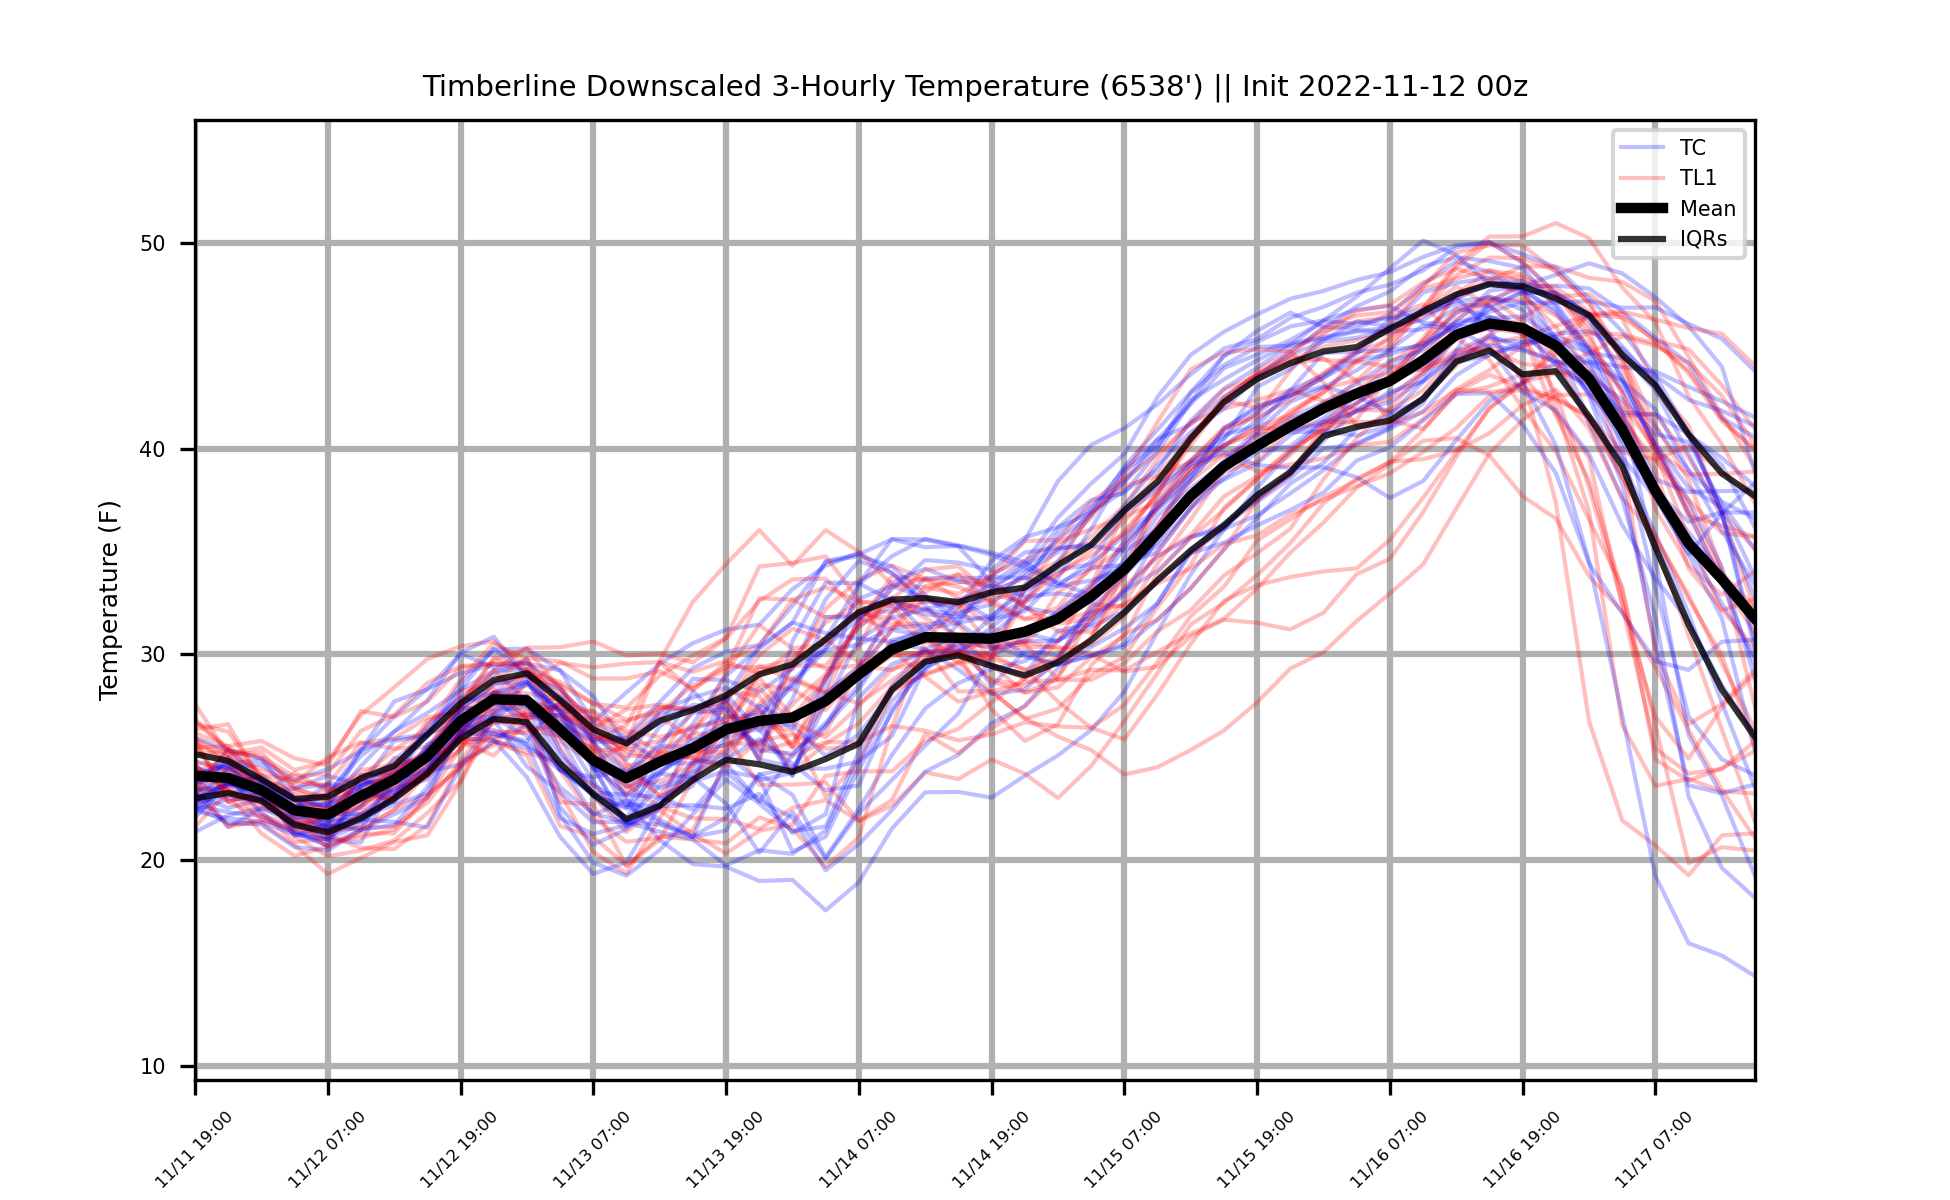 Timberline Downscaled 3-Hourly Temperature (6538') || Init 2022-11-12 00z
TC
TL1
Mean
IQRs
Temperature (F)
50
40
30
20
10
11/11 19:00
11/12 07:00
11/12 19:00
11/13 07:00
11/13 19:00
11/14 07:00
11/14 19:00
11/15 07:00
11/15 19:00
11/16 07:00
11/16 19:00
11/17 07:00